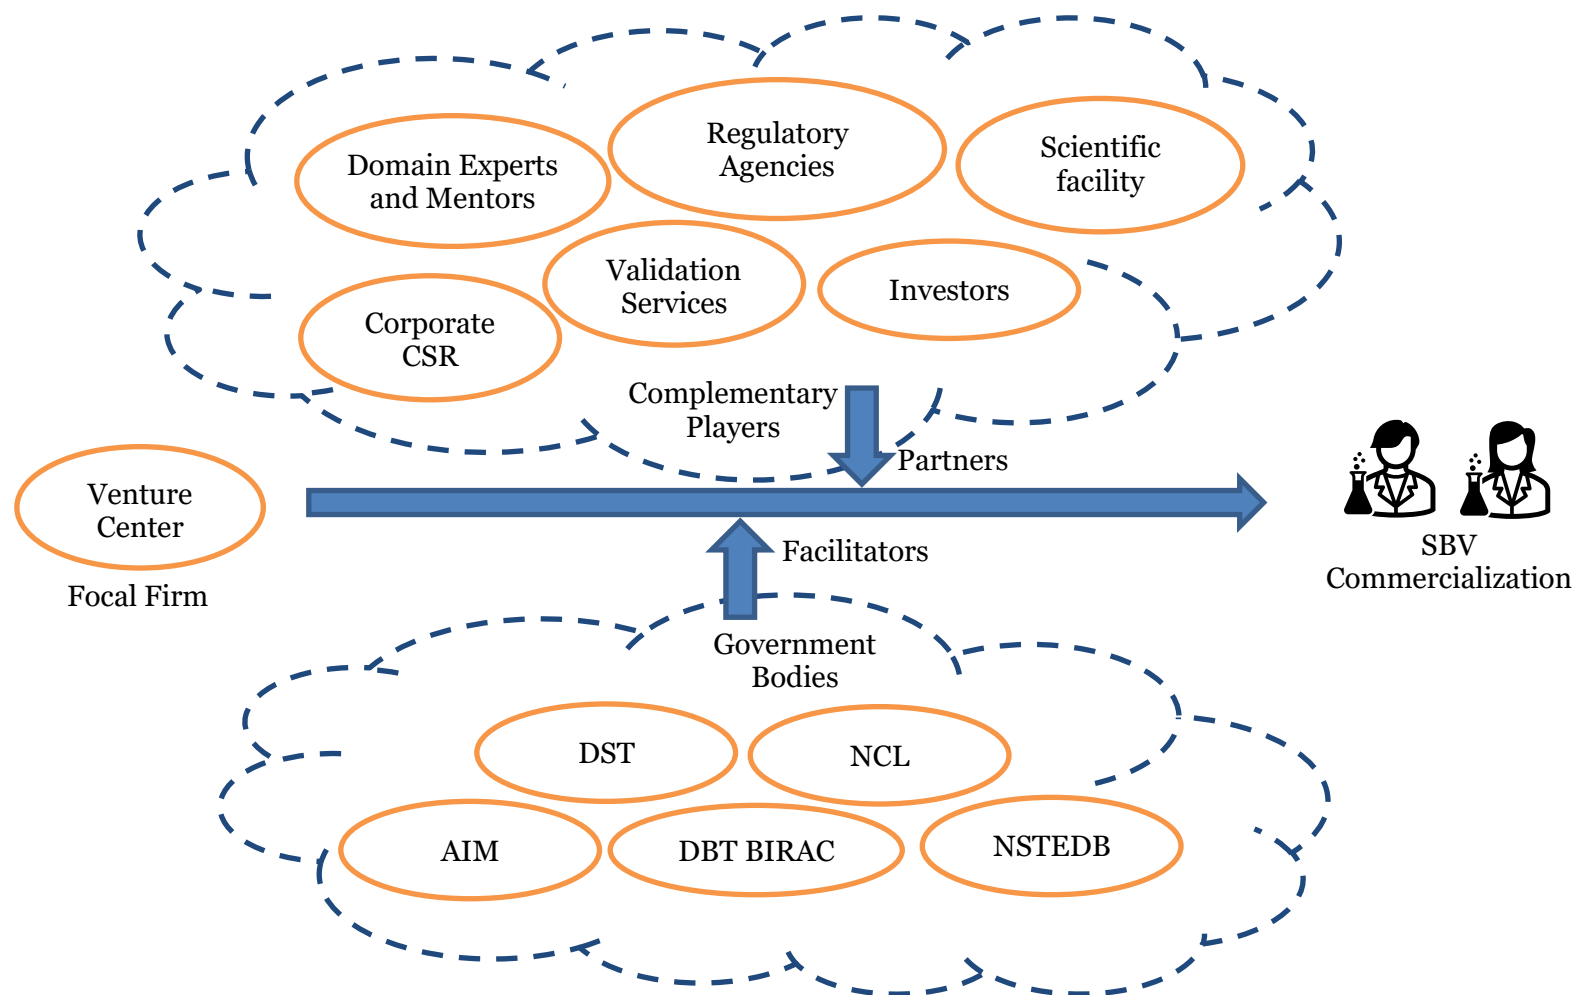 Regulatory
Agencies
Scientific
facility
Domain Experts
and Mentors
Validation
Services
Investors
Corporate
CSR
Complementary
Players
Partners
Venture
Center
Focal Firm
Facilitators
SBV
Commercialization
Government
Bodies
DST
NCL
AIM
DBT BIRAC
NSTEDB